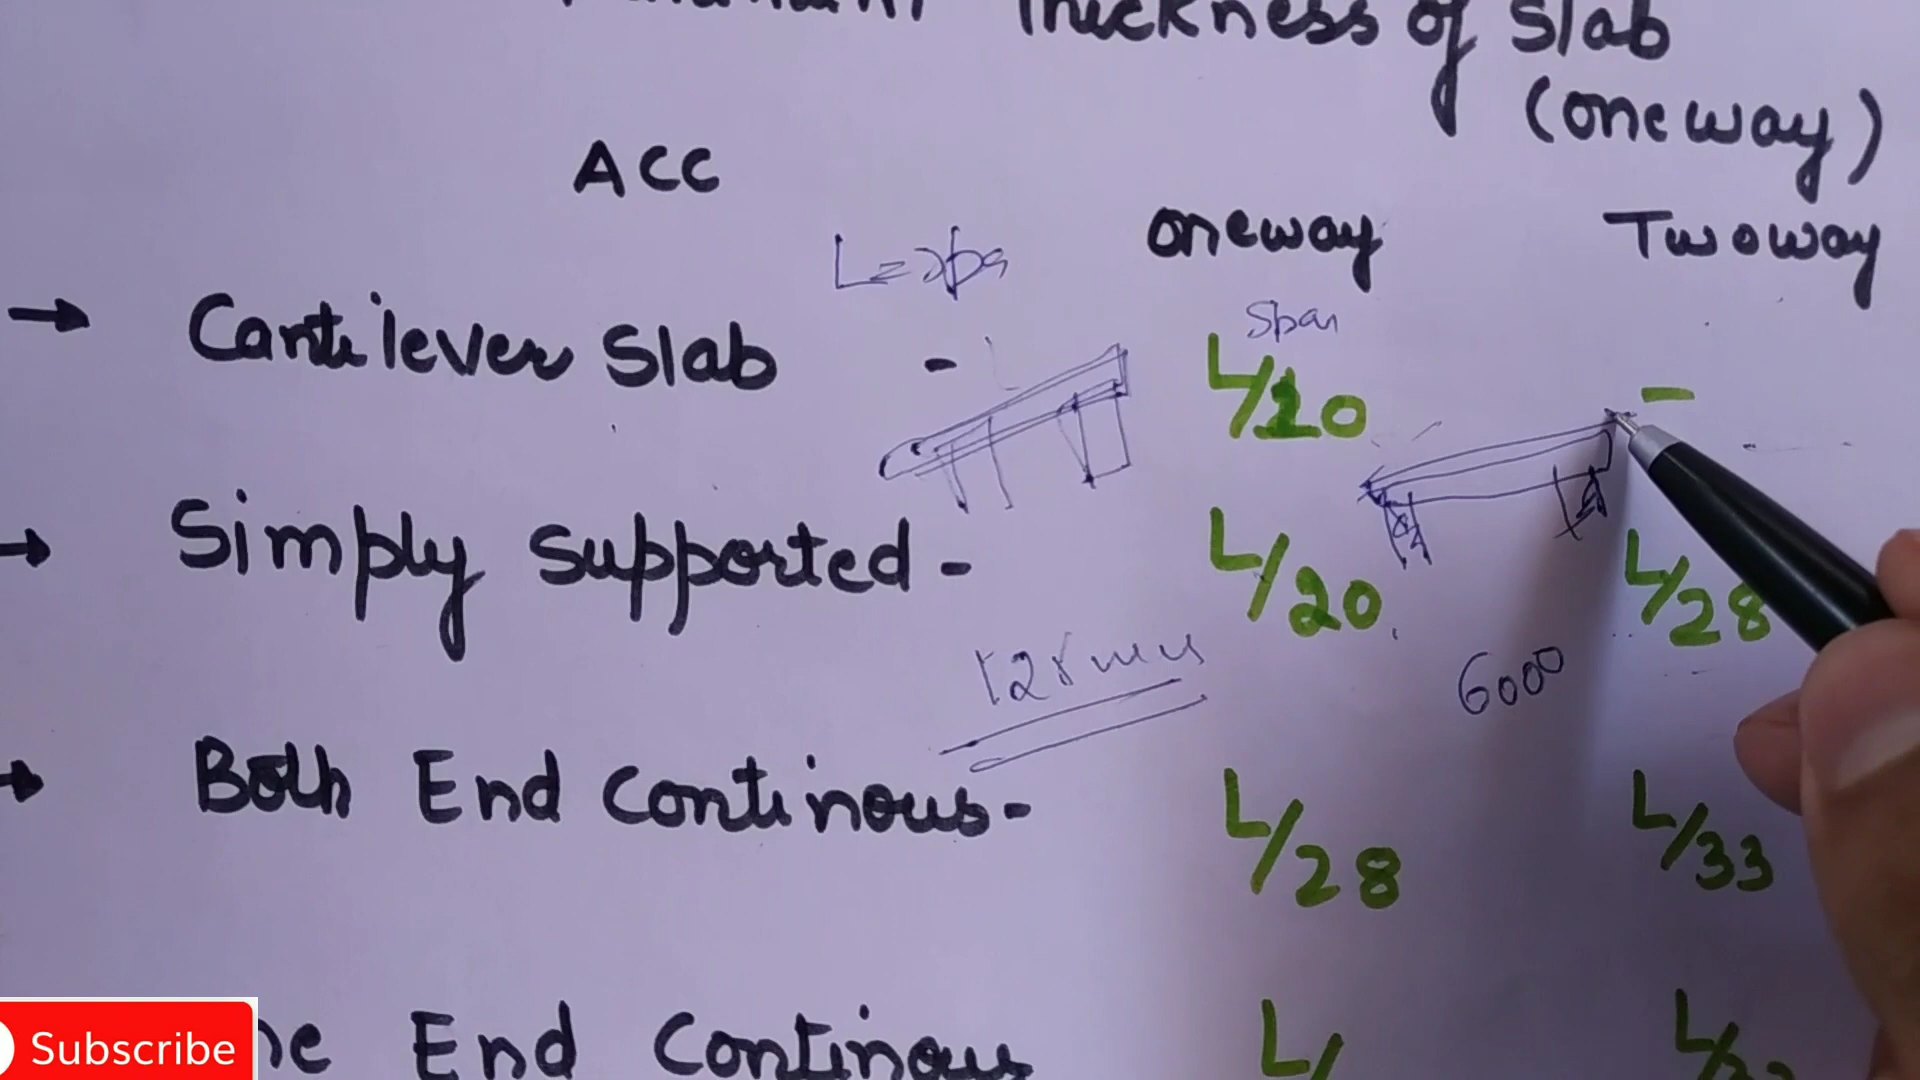 Thickness of Slab
(oneway)
ACC
oneway
Twoway
Span
Cantilever Slab -
L/10
-
Simply Supported -
L/20
L/28
6000
Both End Continous -
L/28
L/33
End Continous
L/
L/
Subscribe